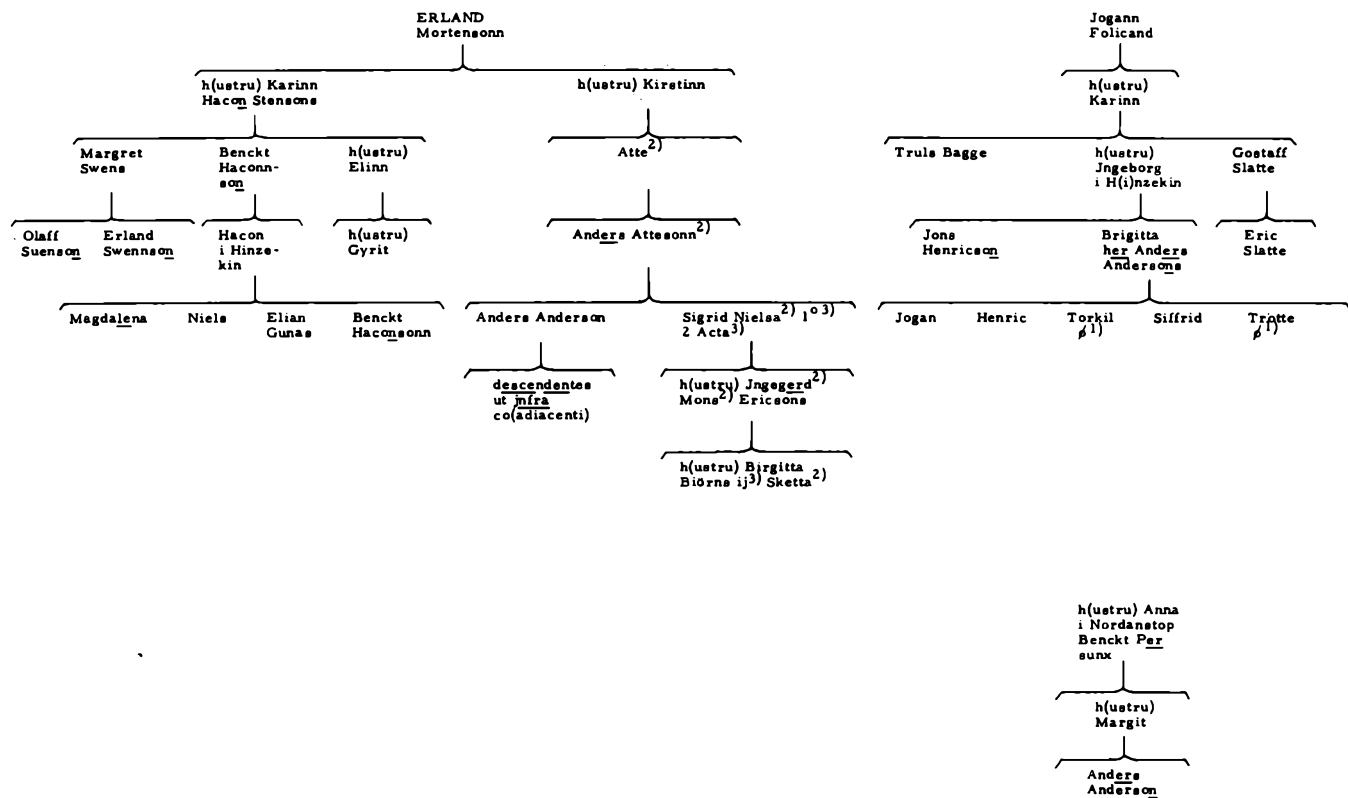 ERLAND
Mortensonn
h(ustru) Karinn
Hacon Stensons
h(ustru) Kirstinn
Margret
Swens
Benckt
Haconn-
son
h(ustru)
Elinn
Atte2)
Olaff
Suenson
Erland
Swennson
Hacon
i Hinze-
kin
h(ustru)
Gyrit
Anders Attesonn2)
Magdalena
Niels
Elian
Gunas
Benckt
Haconsonn
Anders Anderson
Sigrid Nielsa2) 1o 3)
2 Acta3)
descendentes
ut jnfra
co(adiacenti)
h(ustru) Jngegerd2)
Mons2) Ericsons
h(ustru) Birgitta
Biörns ij3) Sketta2)
Jogann
Folicand
h(ustru)
Karinn
Truls Bagge
h(ustru)
Jngeborg
i H(i)nzekin
Gostaff
Slatte
Jons
Henricson
Brigitta
her Anders
Andersons
Eric
Slatte
Jogan
Henric
Torkil
ø1)
Siffrid
Trotte
ø1)
h(ustru) Anna
i Nordanstop
Benckt Per
sunx
h(ustru)
Margit
Anders
Anderson